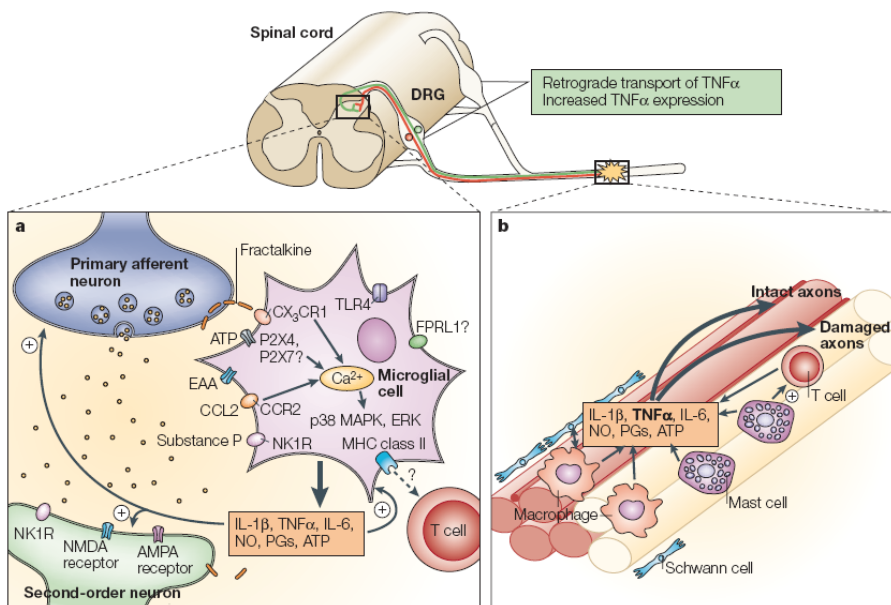 Spinal cord
DRG
Retrograde transport of TNFα
Increased TNFα expression
a
Primary afferent
neuron
Fractalkine
CX3CR1
TLR4
FPRL1?
ATP
P2X4,
P2X7?
EAA
Ca2+
Microglial
cell
CCL2
CCR2
p38 MAPK, ERK
Substance P
NK1R
MHC class II
?
+
+
+
IL-1β, TNFα, IL-6,
NO, PGs, ATP
T cell
NK1R
NMDA
receptor
AMPA
receptor
Second-order neuron
b
Intact axons
Damaged
axons
T cell
+
IL-1β, TNFα, IL-6,
NO, PGs, ATP
Macrophage
Mast cell
Schwann cell